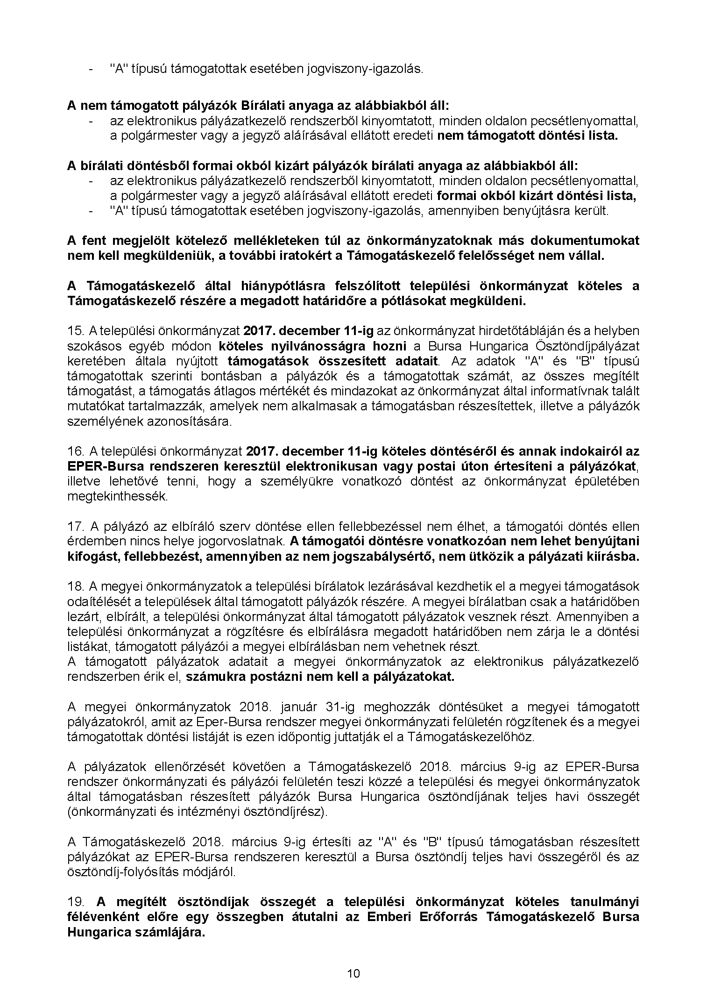 - "A" típusú támogatottak esetében jogviszony-igazolás.
A nem támogatott pályázók Bírálati anyaga az alábbiakból áll:
- az elektronikus pályázatkezelő rendszerből kinyomtatott, minden oldalon pecsétlenyomattal,
a polgármester vagy a jegyző aláírásával ellátott eredeti nem támogatott döntési lista.
A bírálati döntésből formai okból kizárt pályázók bírálati anyaga az alábbiakból áll:
- az elektronikus pályázatkezelő rendszerből kinyomtatott, minden oldalon pecsétlenyomattal,
a polgármester vagy a jegyző aláírásával ellátott eredeti formai okból kizárt döntési lista,
- "A" típusú támogatottak esetében jogviszony-igazolás, amennyiben benyújtásra került.
A fent megjelölt kötelező mellékleteken túl az önkormányzatoknak más dokumentumokat
nem kell megküldeniük, a további iratokért a Támogatáskezelő felelősséget nem vállal.
A Támogatáskezelő által hiánypótlásra felszólított települési önkormányzat köteles a
Támogatáskezelő részére a megadott határidőre a pótlásokat megküldeni.
15. A települési önkormányzat 2017. december 11-ig az önkormányzat hirdetőtábláján és a helyben
szokásos egyéb módon köteles nyilvánosságra hozni a Bursa Hungarica Ösztöndíjpályázat
keretében általa nyújtott támogatások összesített adatait. Az adatok "A" és "B" típusú
támogatottak szerinti bontásban a pályázók és a támogatottak számát, az összes megítélt
támogatást, a támogatás átlagos mértékét és mindazokat az önkormányzat által informatívnak talált
mutatókat tartalmazzák, amelyek nem alkalmasak a támogatásban részesítettek, illetve a pályázók
személyének azonosítására.
16. A települési önkormányzat 2017. december 11-ig köteles döntéséről és annak indokairól az
EPER-Bursa rendszeren keresztül elektronikusan vagy postai úton értesíteni a pályázókat,
illetve lehetővé tenni, hogy a személyükre vonatkozó döntést az önkormányzat épületében
megtekinthessék.
17. A pályázó az elbíráló szerv döntése ellen fellebbezéssel nem élhet, a támogatói döntés ellen
érdemben nincs helye jogorvoslatnak. A támogatói döntésre vonatkozóan nem lehet benyújtani
kifogást, fellebbezést, amennyiben az nem jogszabálysértő, nem ütközik a pályázati kiírásba.
18. A megyei önkormányzatok a települési bírálatok lezárásával kezdhetik el a megyei támogatások
odaítélését a települések által támogatott pályázók részére. A megyei bírálatban csak a határidőben
lezárt, elbírált, a települési önkormányzat által támogatott pályázatok vesznek részt. Amennyiben a
települési önkormányzat a rögzítésre és elbírálásra megadott határidőben nem zárja le a döntési
listákat, támogatott pályázói a megyei elbírálásban nem vehetnek részt.
A támogatott pályázatok adatait a megyei önkormányzatok az elektronikus pályázatkezelő
rendszerben érik el, számukra postázni nem kell a pályázatokat.
A megyei önkormányzatok 2018. január 31-ig meghozzák döntésüket a megyei támogatott
pályázatokról, amit az Eper-Bursa rendszer megyei önkormányzati felületén rögzítenek és a megyei
támogatottak döntési listáját is ezen időpontig juttatják el a Támogatáskezelőhöz.
A pályázatok ellenőrzését követően a Támogatáskezelő 2018. március 9-ig az EPER-Bursa
rendszer önkormányzati és pályázói felületén teszi közzé a települési és megyei önkormányzatok
által támogatásban részesített pályázók Bursa Hungarica ösztöndíjának teljes havi összegét
(önkormányzati és intézményi ösztöndíjrész).
A Támogatáskezelő 2018. március 9-ig értesíti az "A" és "B" típusú támogatásban részesített
pályázókat az EPER-Bursa rendszeren keresztül a Bursa ösztöndíj teljes havi összegéről és az
ösztöndíj-folyósítás módjáról.
19. A megítélt ösztöndíjak összegét a települési önkormányzat köteles tanulmányi
félévenként előre egy összegben átutalni az Emberi Erőforrás Támogatáskezelő Bursa
Hungarica számlájára.
10